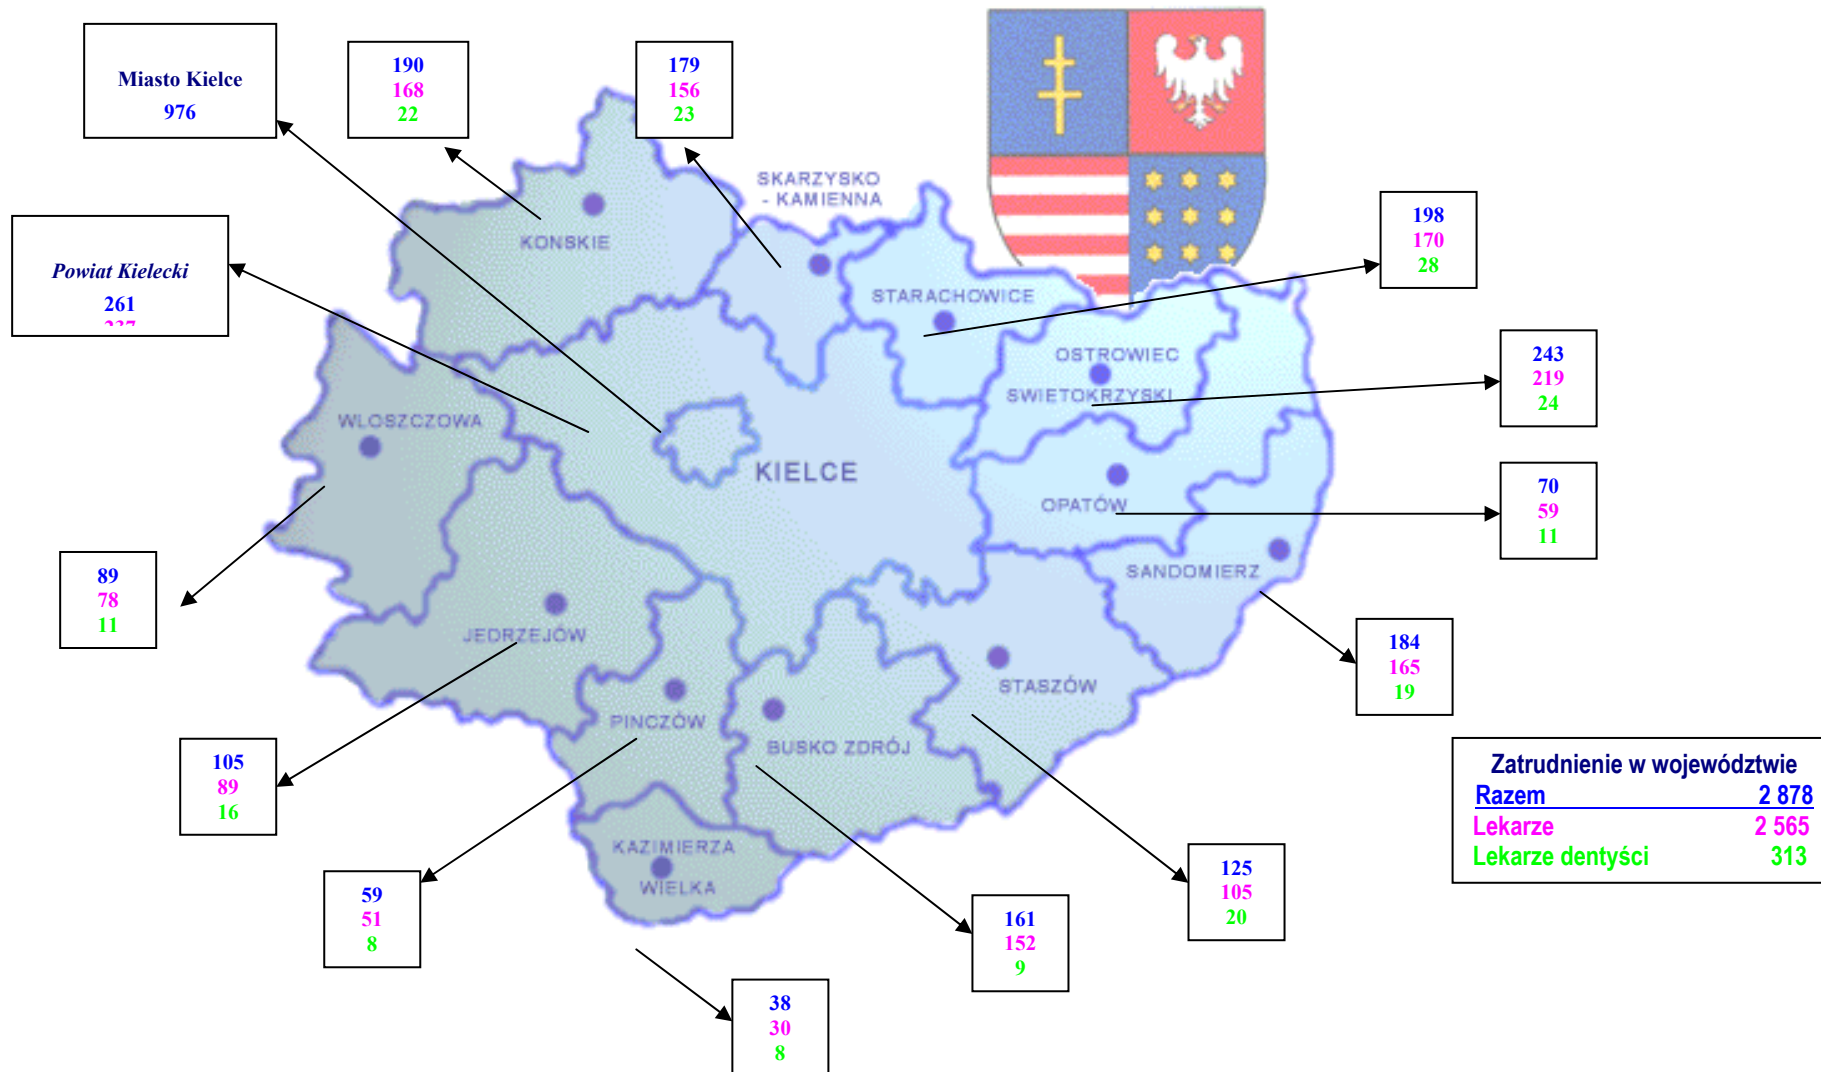 Miasto Kielce
976
190
168
22
179
156
23
SKARZYSKO
- KAMIENNA
198
170
28
KONSKIE
Powiat Kielecki
261
237
STARACHOWICE
OSTROWIEC
SWIETOKRZYSKI
243
219
24
WLOSZCZOWA
KIELCE
OPATÓW
70
59
11
89
78
11
SANDOMIERZ
JEDRZEJÓW
184
165
19
STASZÓW
PINCZÓW
BUSKO ZDRÓJ
105
89
16
Zatrudnienie w województwie
Razem 2 878
Lekarze 2 565
Lekarze dentyści 313
KAZIMIERZA
WIELKA
59
51
8
125
105
20
161
152
9
38
30
8